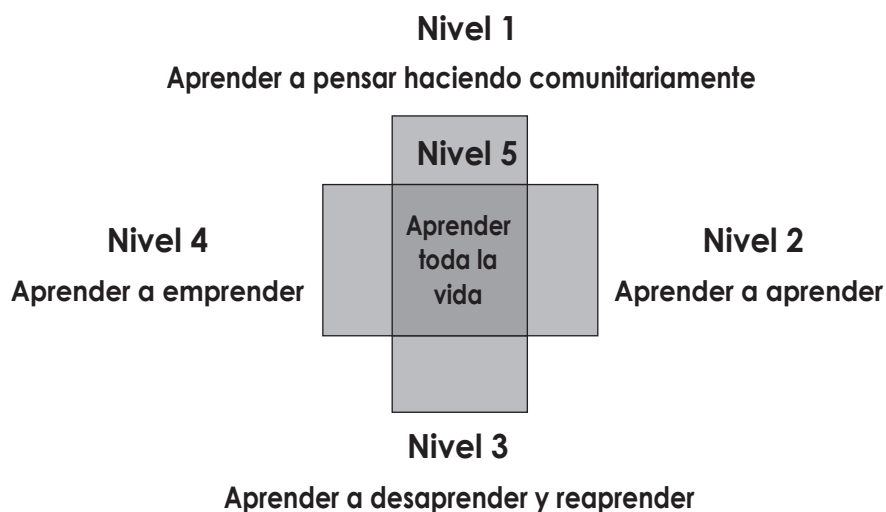 Nivel 1
Aprender a pensar haciendo comunitariamente
Nivel 5
Aprender
toda la
vida
Nivel 4
Aprender a emprender
Nivel 2
Aprender a aprender
Nivel 3
Aprender a desaprender y reaprender